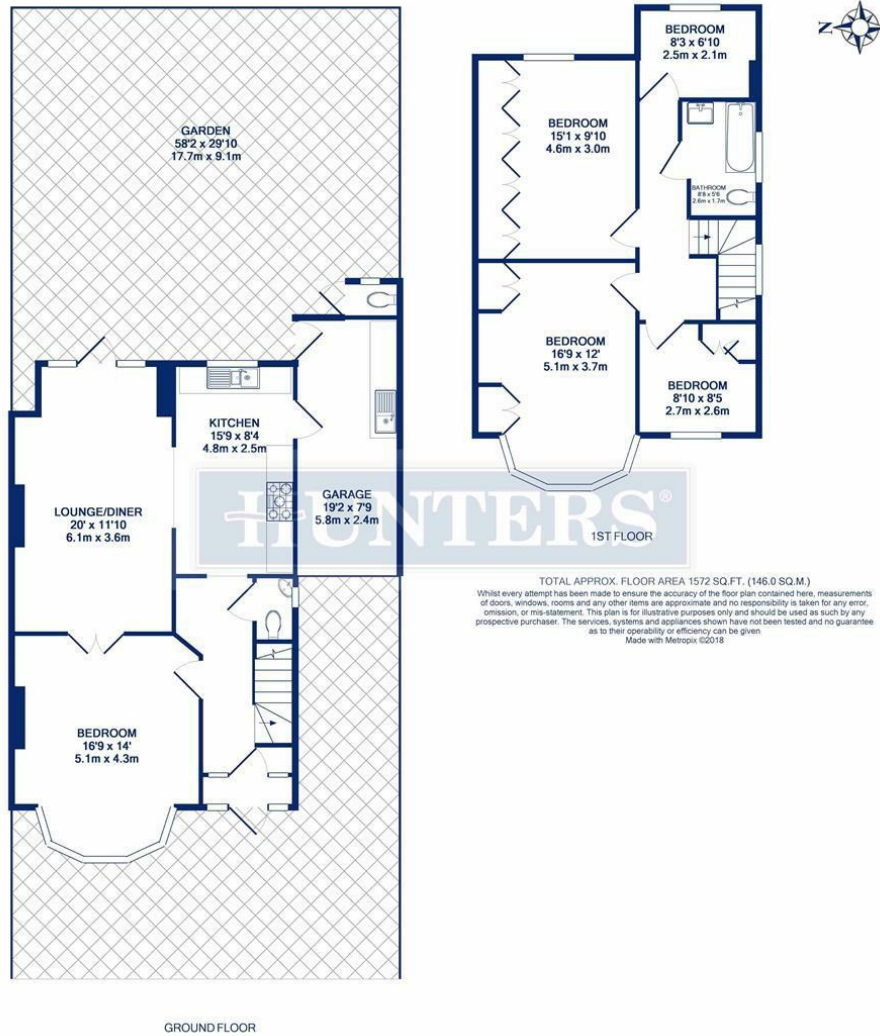 GARDEN
58'2 x 29'10
17.7m x 9.1m
KITCHEN
15'9 x 8'4
4.8m x 2.5m
LOUNGE/DINER
20' x 11'10
6.1m x 3.6m
GARAGE
19'2 x 7'9
5.8m x 2.4m
BEDROOM
16'9 x 14'
5.1m x 4.3m
GROUND FLOOR
N
BEDROOM
8'3 x 6'10
2.5m x 2.1m
BEDROOM
15'1 x 9'10
4.6m x 3.0m
BATHROOM
8'8 x 5'6
2.6m x 1.7m
BEDROOM
16'9 x 12'
5.1m x 3.7m
BEDROOM
8'10 x 8'5
2.7m x 2.6m
HUNTERS®
1ST FLOOR
TOTAL APPROX. FLOOR AREA 1572 SQ.FT. (146.0 SQ.M.)
Whilst every attempt has been made to ensure the accuracy of the floor plan contained here, measurements
of doors, windows, rooms and any other items are approximate and no responsibility is taken for any error,
omission, or mis-statement. This plan is for illustrative purposes only and should be used as such by any
prospective purchaser. The services, systems and appliances shown have not been tested and no guarantee
as to their operability or efficiency can be given
Made with Metropix ©2018